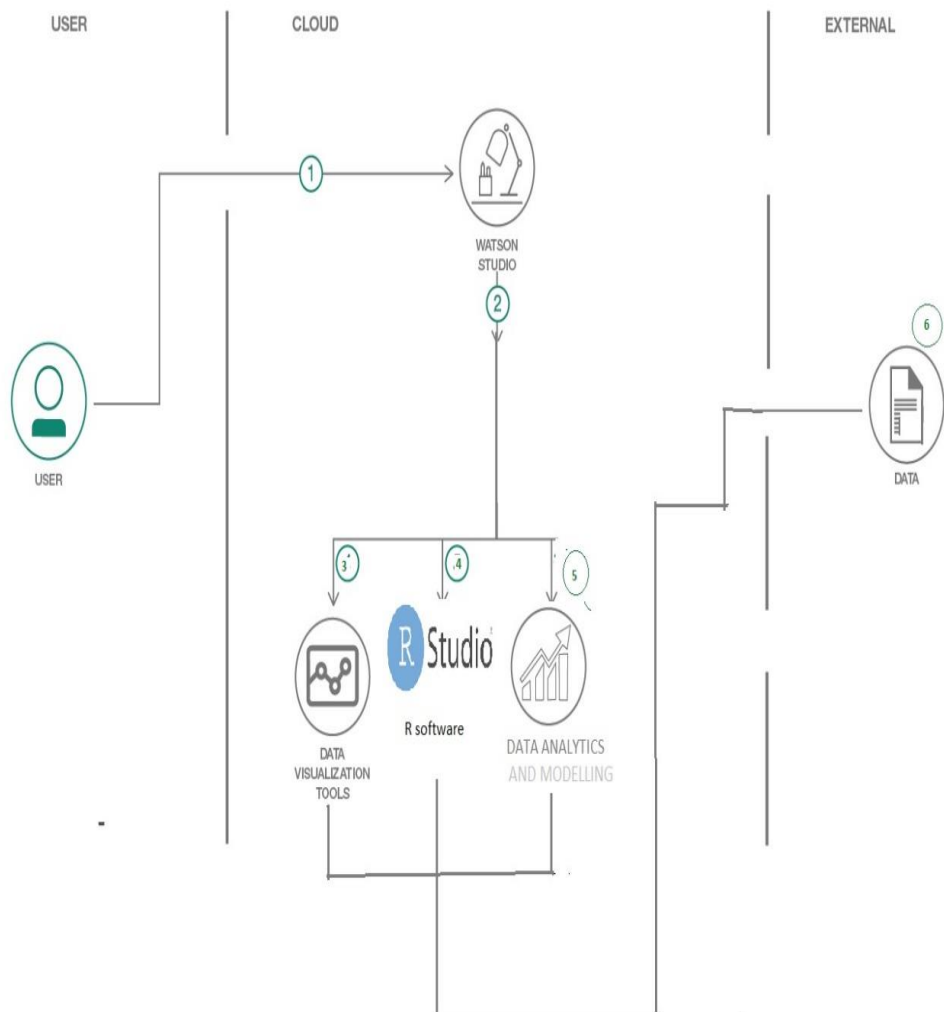 USER
CLOUD
EXTERNAL
1
WATSON
STUDIO
2
6
USER
DATA
3
4
5
R Studio
R software
DATA
VISUALIZATION
TOOLS
DATA ANALYTICS
AND MODELLING